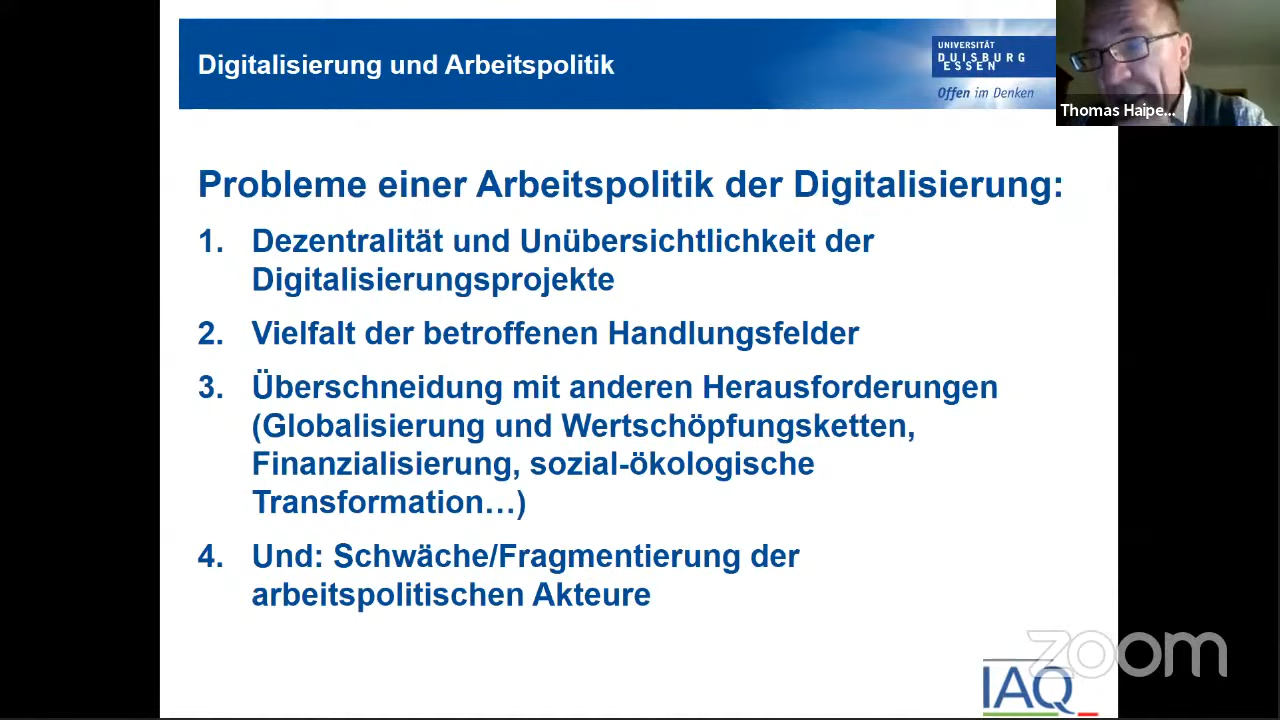 Digitalisierung und Arbeitspolitik
UNIVERSITÄT
DUISBURG
ESSEN
Offen im Denken
Thomas Haipe...
Probleme einer Arbeitspolitik der Digitalisierung:
1. Dezentralität und Unübersichtlichkeit der
Digitalisierungsprojekte
2. Vielfalt der betroffenen Handlungsfelder
3. Überschneidung mit anderen Herausforderungen
(Globalisierung und Wertschöpfungsketten,
Finanzialisierung, sozial-ökologische
Transformation…)
4. Und: Schwäche/Fragmentierung der
arbeitspolitischen Akteure
zoom
IAQ